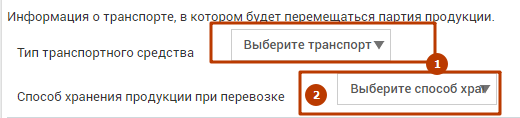 Информация о транспорте, в котором будет перемещаться партия продукции.
Тип транспортного средства Выберите транспорт
1
Способ хранения продукции при перевозке 2 Выберите способ хран